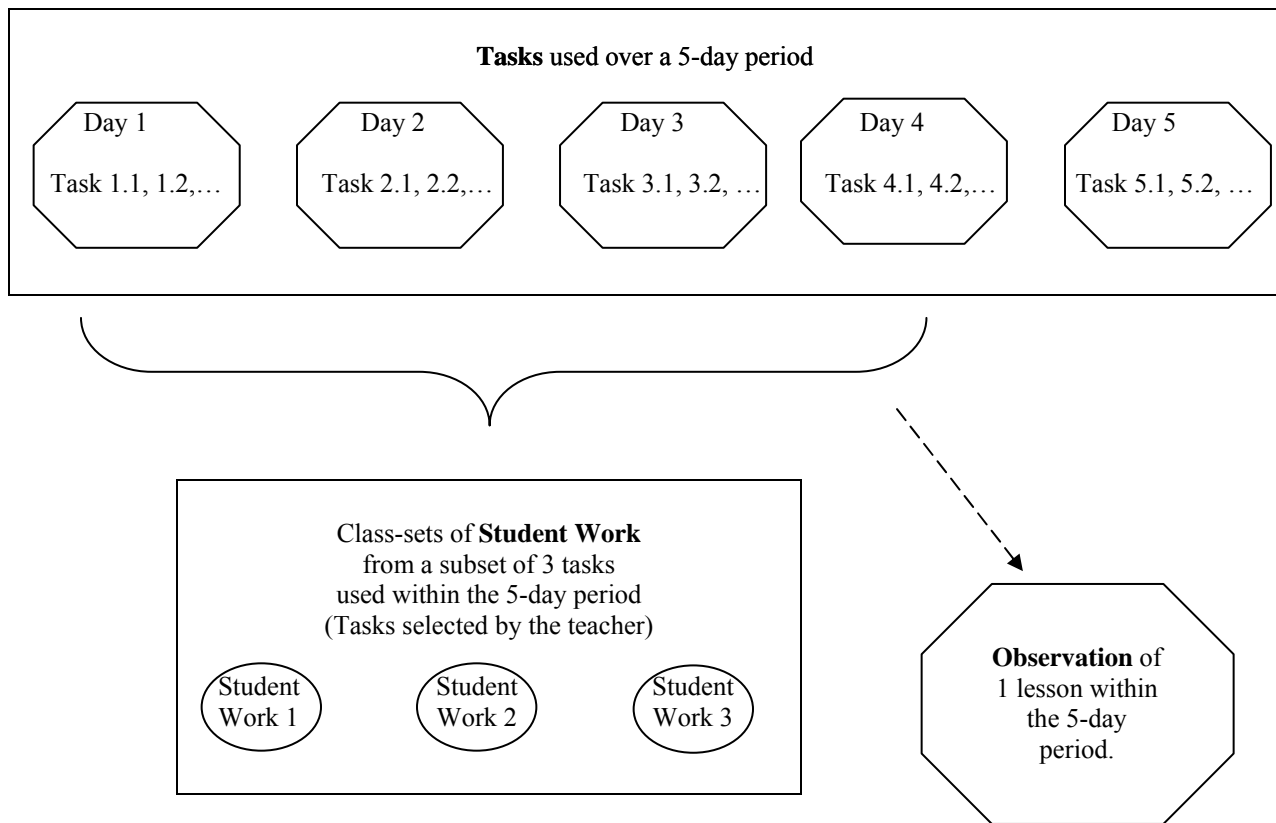 Tasks used over a 5-day period
Day 1
Task 1.1, 1.2,…
Day 2
Task 2.1, 2.2,…
Day 3
Task 3.1, 3.2, …
Day 4
Task 4.1, 4.2,…
Day 5
Task 5.1, 5.2, …
Class-sets of Student Work
from a subset of 3 tasks
used within the 5-day period
(Tasks selected by the teacher)
Student
Work 1
Student
Work 2
Student
Work 3
Observation of
1 lesson within
the 5-day
period.